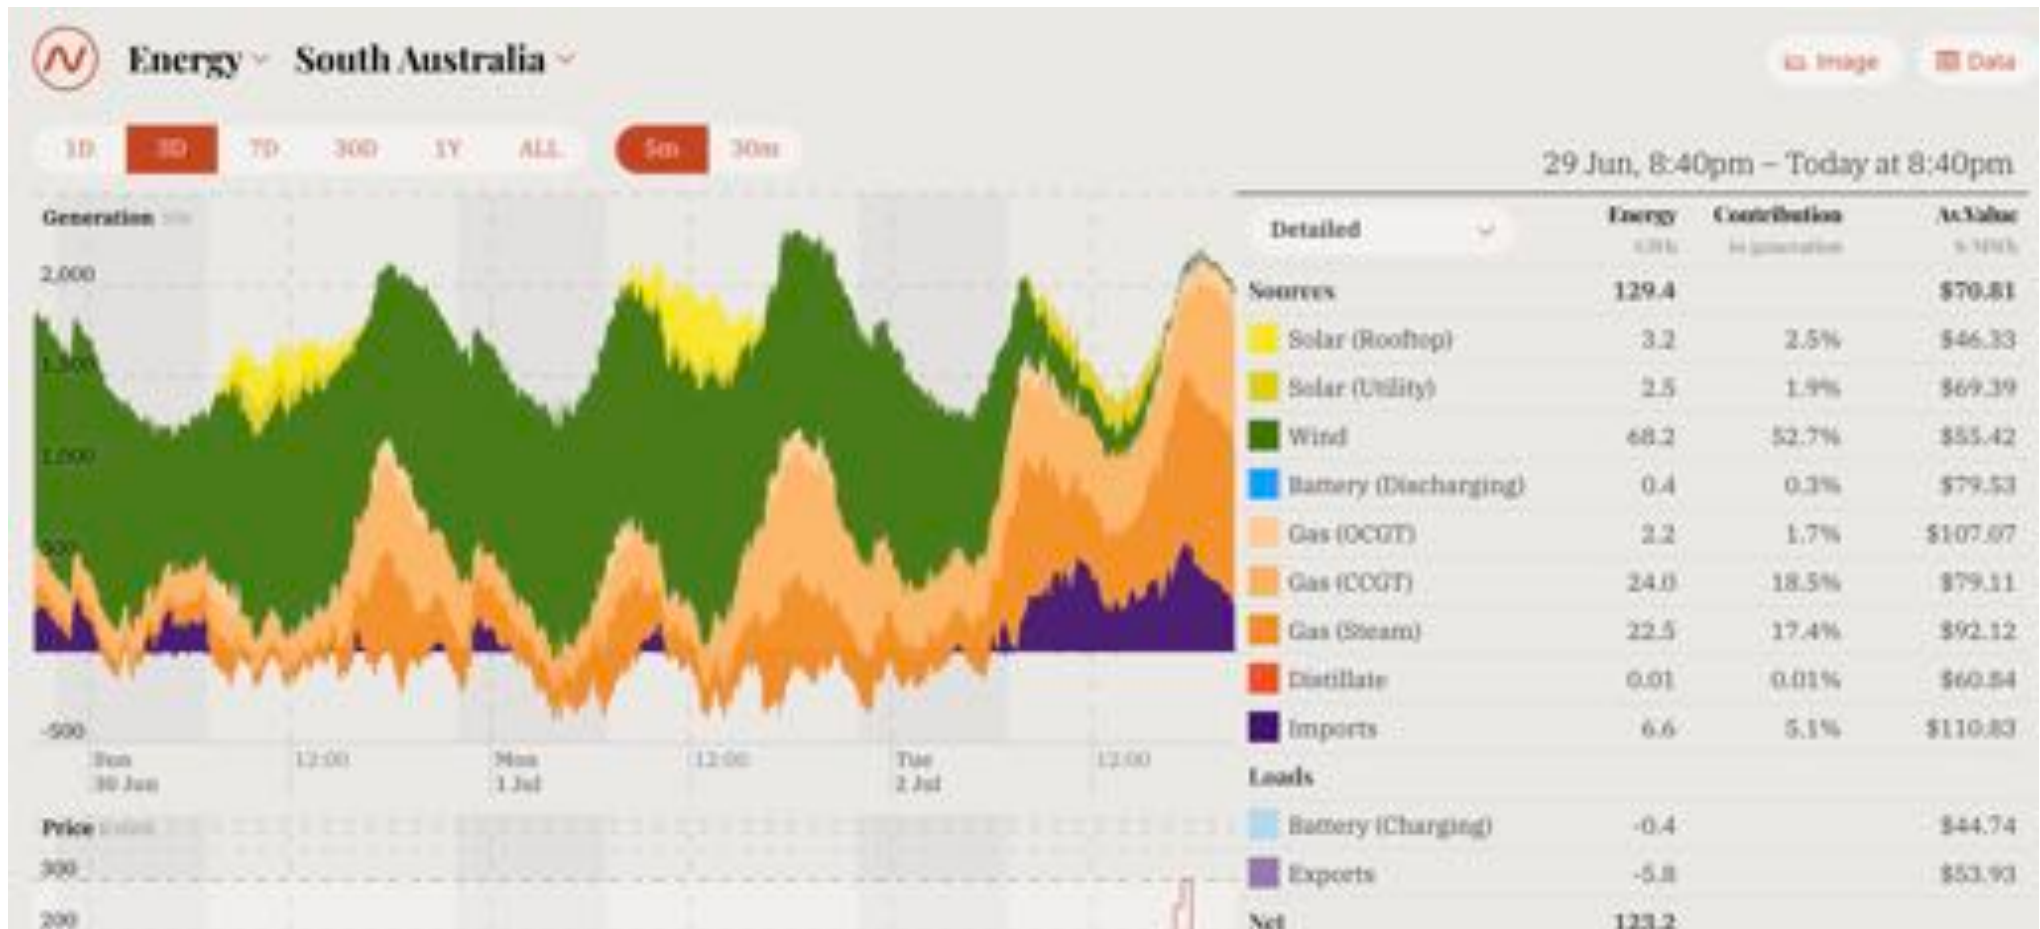 Energy South Australia
Image Data
1D 3D 7D 30D 1Y ALL 5m 30m
29 Jun, 8:40pm – Today at 8:40pm
Generation
2,000
1,500
1,000
500
-500
Sun 12:00 Mon 12:00 Tue 12:00
30 Jun 1 Jul 2 Jul
Price
300
200
Detailed Energy Contribution Av.Value
GWh to generation $/MWh
Sources 129.4 $70.81
Solar (Rooftop) 3.2 2.5% $46.33
Solar (Utility) 2.5 1.9% $69.39
Wind 68.2 52.7% $55.42
Battery (Discharging) 0.4 0.3% $79.53
Gas (OCGT) 2.2 1.7% $107.07
Gas (CCGT) 24.0 18.5% $79.11
Gas (Steam) 22.5 17.4% $92.12
Distillate 0.01 0.01% $60.84
Imports 6.6 5.1% $110.83
Loads
Battery (Charging) -0.4 $44.74
Exports -5.8 $53.93
Net 123.2